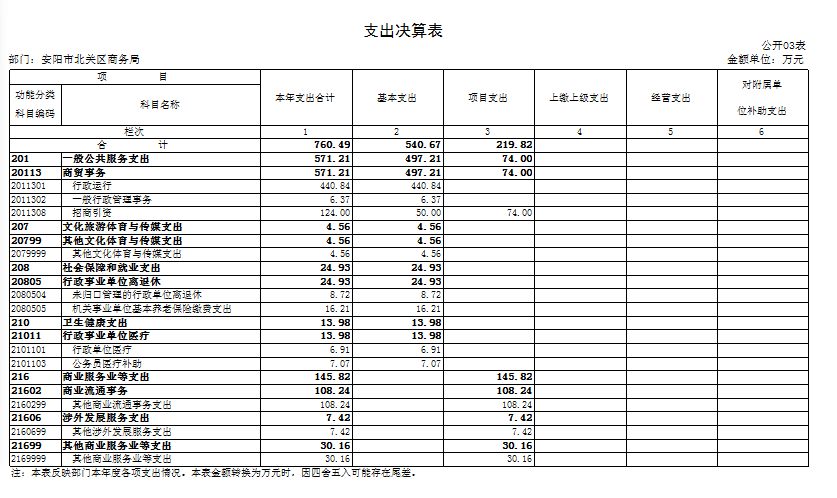 支出决算表
公开03表
部门：安阳市北关区商务局 金额单位：万元
项 目 本年支出合计 基本支出 项目支出 上缴上级支出 经营支出 对附属单位补助支出
功能分类科目编码 科目名称
栏次 1 2 3 4 5 6
合 计 760.49 540.67 219.82
201 一般公共服务支出 571.21 497.21 74.00
20113 商贸事务 571.21 497.21 74.00
2011301 行政运行 440.84 440.84
2011302 一般行政管理事务 6.37 6.37
2011308 招商引资 124.00 50.00 74.00
207 文化旅游体育与传媒支出 4.56 4.56
20799 其他文化体育与传媒支出 4.56 4.56
2079999 其他文化体育与传媒支出 4.56 4.56
208 社会保障和就业支出 24.93 24.93
20805 行政事业单位离退休 24.93 24.93
2080504 未归口管理的行政单位离退休 8.72 8.72
2080505 机关事业单位基本养老保险缴费支出 16.21 16.21
210 卫生健康支出 13.98 13.98
21011 行政事业单位医疗 13.98 13.98
2101101 行政单位医疗 6.91 6.91
2101103 公务员医疗补助 7.07 7.07
216 商业服务业等支出 145.82 145.82
21602 商业流通事务 108.24 108.24
2160299 其他商业流通事务支出 108.24 108.24
21606 涉外发展服务支出 7.42 7.42
2160699 其他涉外发展服务支出 7.42 7.42
21699 其他商业服务业等支出 30.16 30.16
2169999 其他商业服务业等支出 30.16 30.16
注：本表反映部门本年度各项支出情况。本表金额转换为万元时，因四舍五入可能存在尾差。